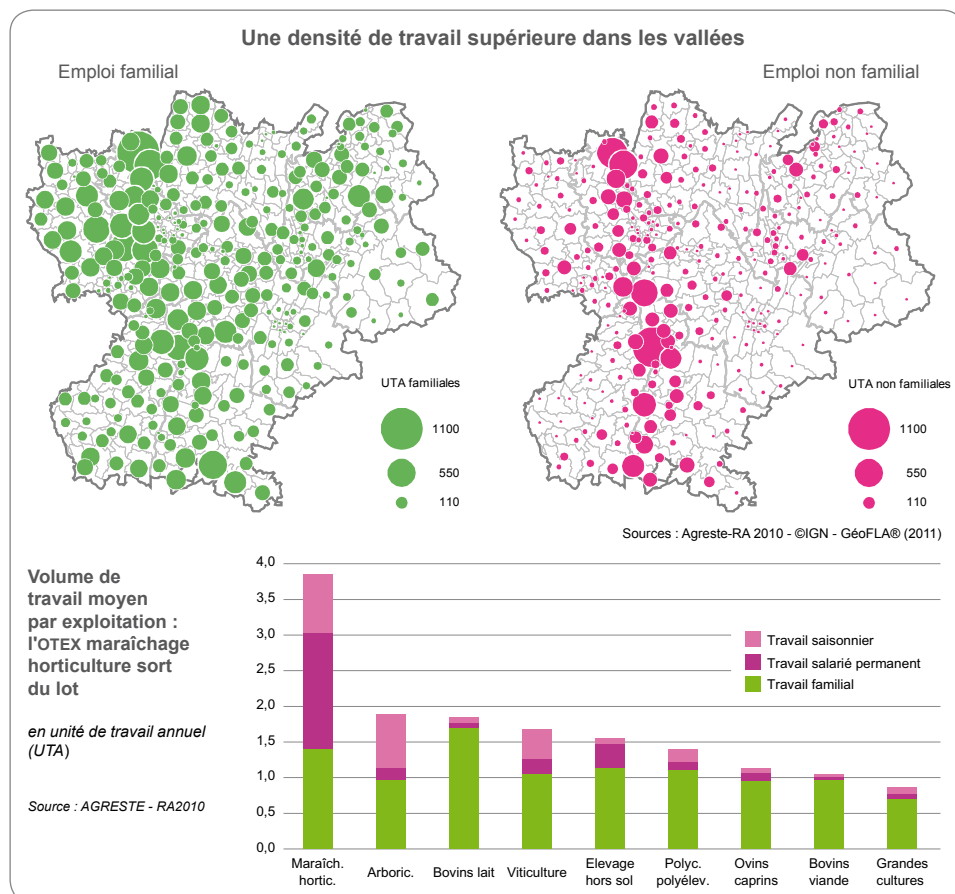 Une densité de travail supérieure dans les vallées
Emploi familial
Emploi non familial
UTA familiales
1100
550
110
UTA non familiales
1100
550
110
Sources : Agreste-RA 2010 - ©IGN - GéoFLA® (2011)
Volume de
travail moyen
par exploitation :
l'OTEX maraîchage
horticulture sort
du lot
en unité de travail annuel
(UTA)
Source : AGRESTE - RA2010
4,0
3,5
3,0
2,5
2,0
1,5
1,0
0,5
0,0
Travail saisonnier
Travail salarié permanent
Travail familial
Maraîch.
hortic.
Arboric.
Bovins lait
Viticulture
Elevage
hors sol
Polyc.
polyélev.
Ovins
caprins
Bovins
viande
Grandes
cultures